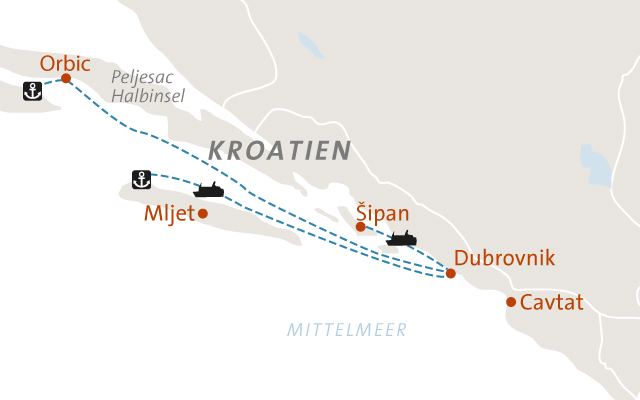 Orbic
Peljesac
Halbinsel
KROATIEN
Mljet
Šipan
Dubrovnik
Cavtat
MITTELMEER